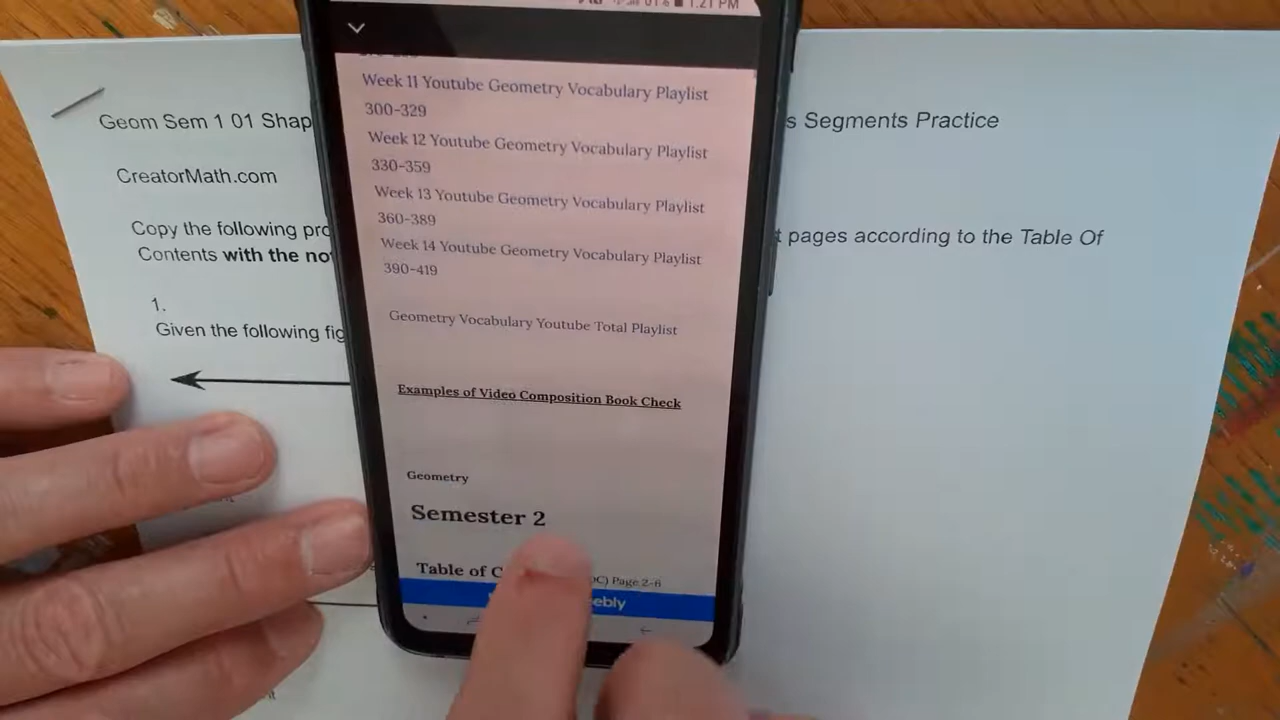 1:21 PM
Week 11 Youtube Geometry Vocabulary Playlist
300-329
Week 12 Youtube Geometry Vocabulary Playlist
330-359
Week 13 Youtube Geometry Vocabulary Playlist
360-389
Week 14 Youtube Geometry Vocabulary Playlist
390-419
Geometry Vocabulary Youtube Total Playlist
Examples of Video Composition Book Check
Geometry
Semester 2
Table of C
Page 2-6
ebly
Geom Sem 1 01 Shap
s Segments Practice
CreatorMath.com
Copy the following pro
t pages according to the Table Of
Contents with the no
1.
Given the following fig